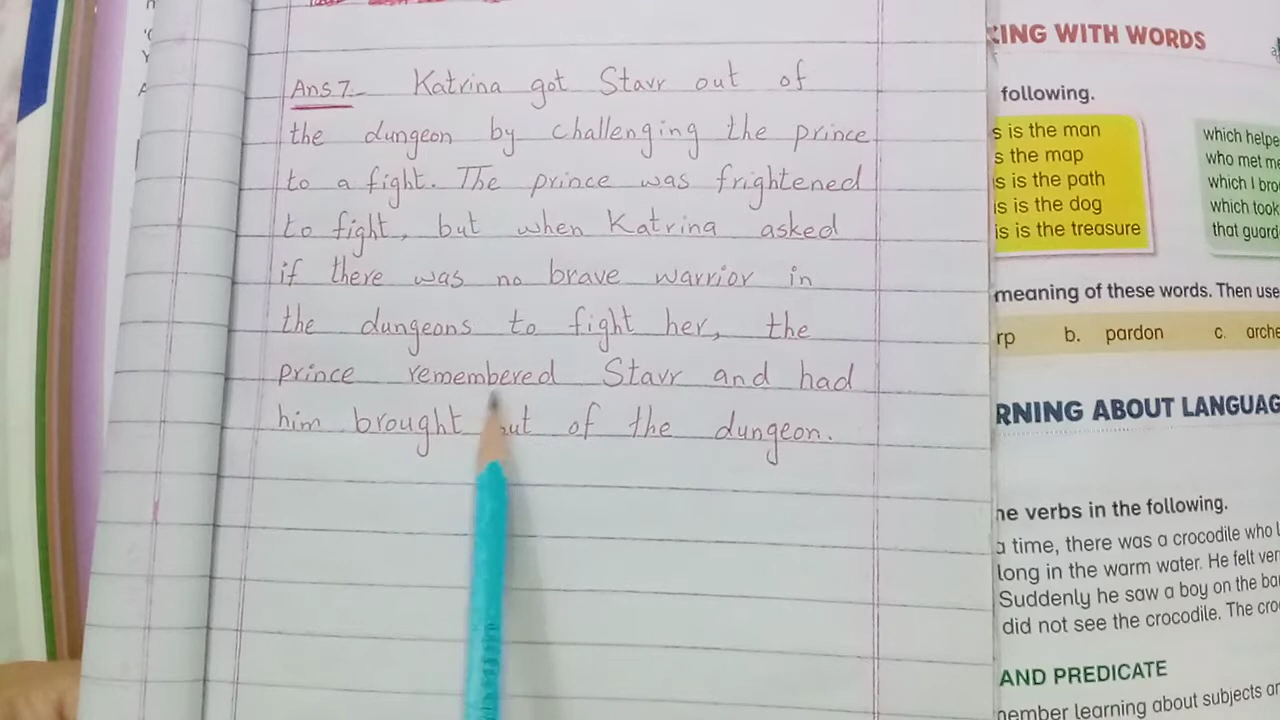 Ans 7.- Katrina got Starr out of
the dungeon by challenging the prince
to a fight. The prince was frightened
to fight, but when Katrina asked
if there was no brave warrior in
the dungeons to fight her, the
prince remembered Starr and had
him brought out of the dungeon.
ING WITH WORDS
following.
s is the man
s the map
is is the path
is is the dog
is is the treasure
which helpe
who met me
which I bro
which took
that guard
meaning of these words. Then use
rp b. pardon c. arche
RNING ABOUT LANGUAG
he verbs in the following.
a time, there was a crocodile who l
long in the warm water. He felt ver
Suddenly he saw a boy on the ba
did not see the crocodile. The cro
AND PREDICATE
member learning about subjects an